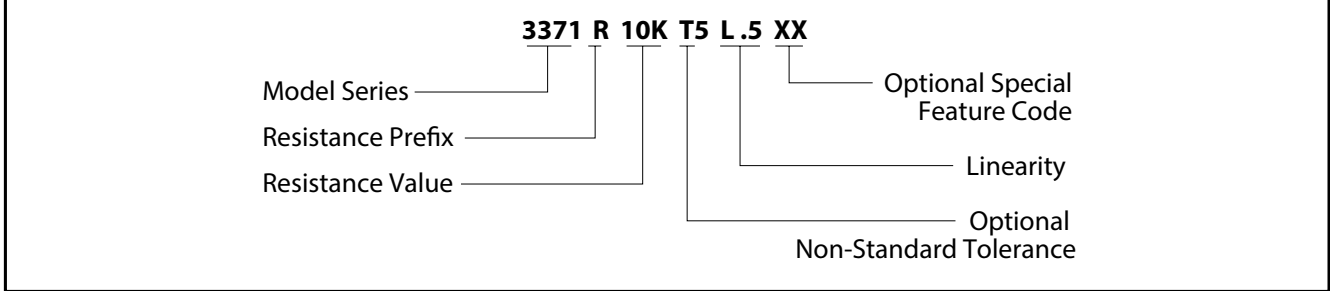 3371 R 10K T5 L .5 XX
Model Series
Resistance Prefix
Resistance Value
Optional Special
Feature Code
Linearity
Optional
Non-Standard Tolerance